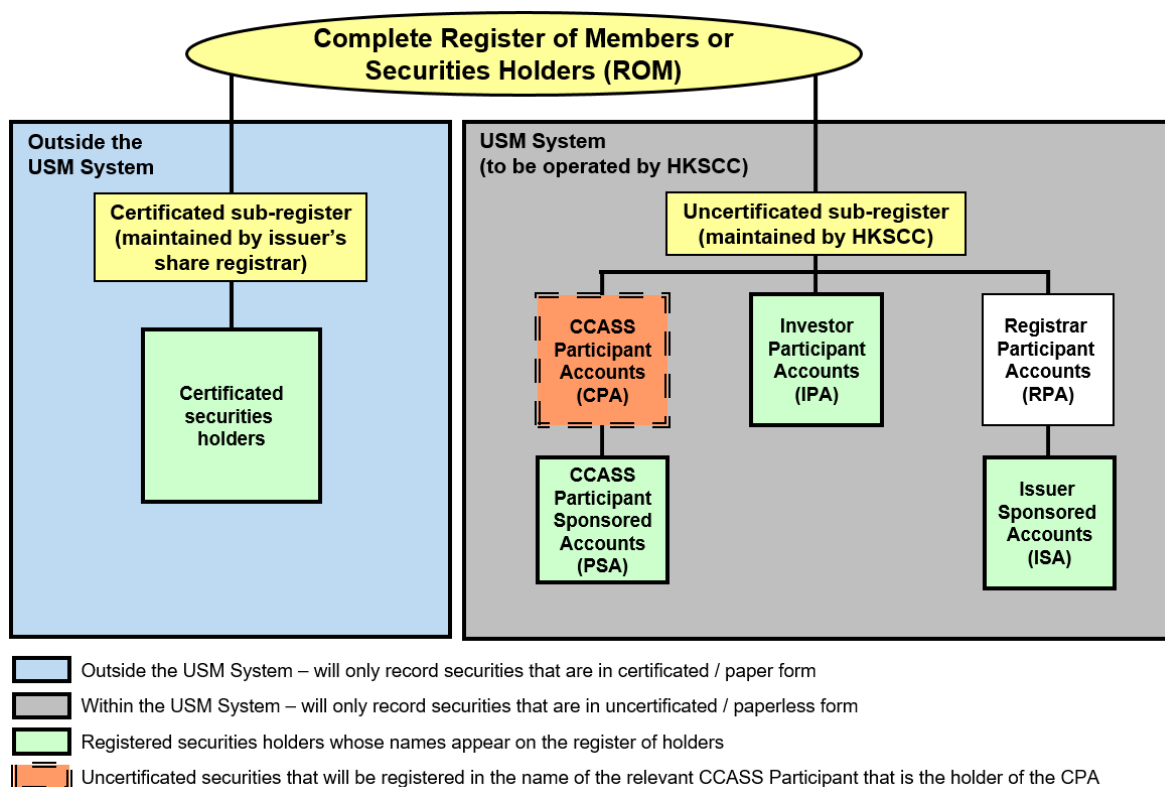 Complete Register of Members or
Securities Holders (ROM)
Outside the
USM System
Certificated sub-register
(maintained by issuer’s
share registrar)
Certificated
securities
holders
USM System
(to be operated by HKSCC)
Uncertificated sub-register
(maintained by HKSCC)
CCASS
Participant
Accounts
(CPA)
Investor
Participant
Accounts
(IPA)
Registrar
Participant
Accounts
(RPA)
CCASS
Participant
Sponsored
Accounts
(PSA)
Issuer
Sponsored
Accounts
(ISA)
Outside the USM System – will only record securities that are in certificated / paper form
Within the USM System – will only record securities that are in uncertificated / paperless form
Registered securities holders whose names appear on the register of holders
Uncertificated securities that will be registered in the name of the relevant CCASS Participant that is the holder of the CPA